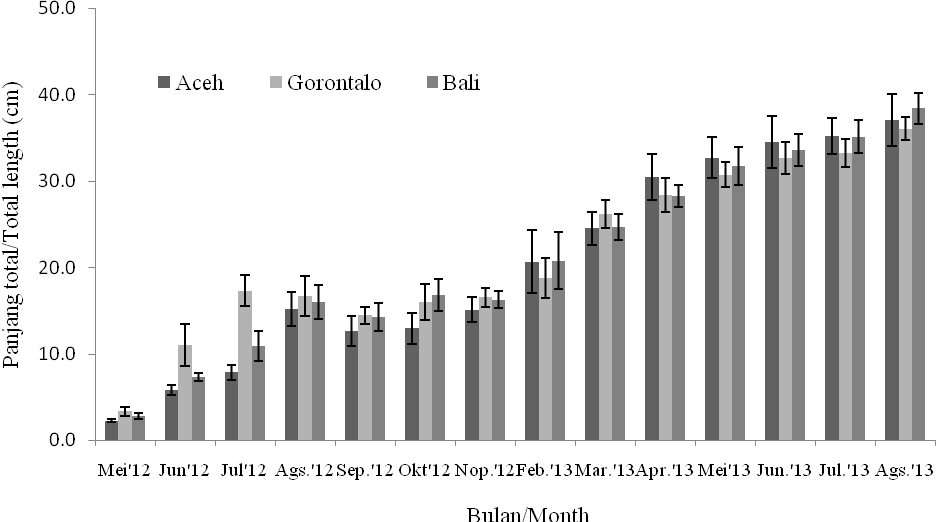 50.0
40.0
30.0
20.0
10.0
0.0
Panjang total/Total length (cm)
Aceh Gorontalo Bali
Mei'12 Jun'12 Jul'12 Ags.'12 Sep.'12 Okt'12 Nop.'12 Feb.'13 Mar.'13 Apr.'13 Mei'13 Jun.'13 Jul.'13 Ags.'13
Bulan/Month